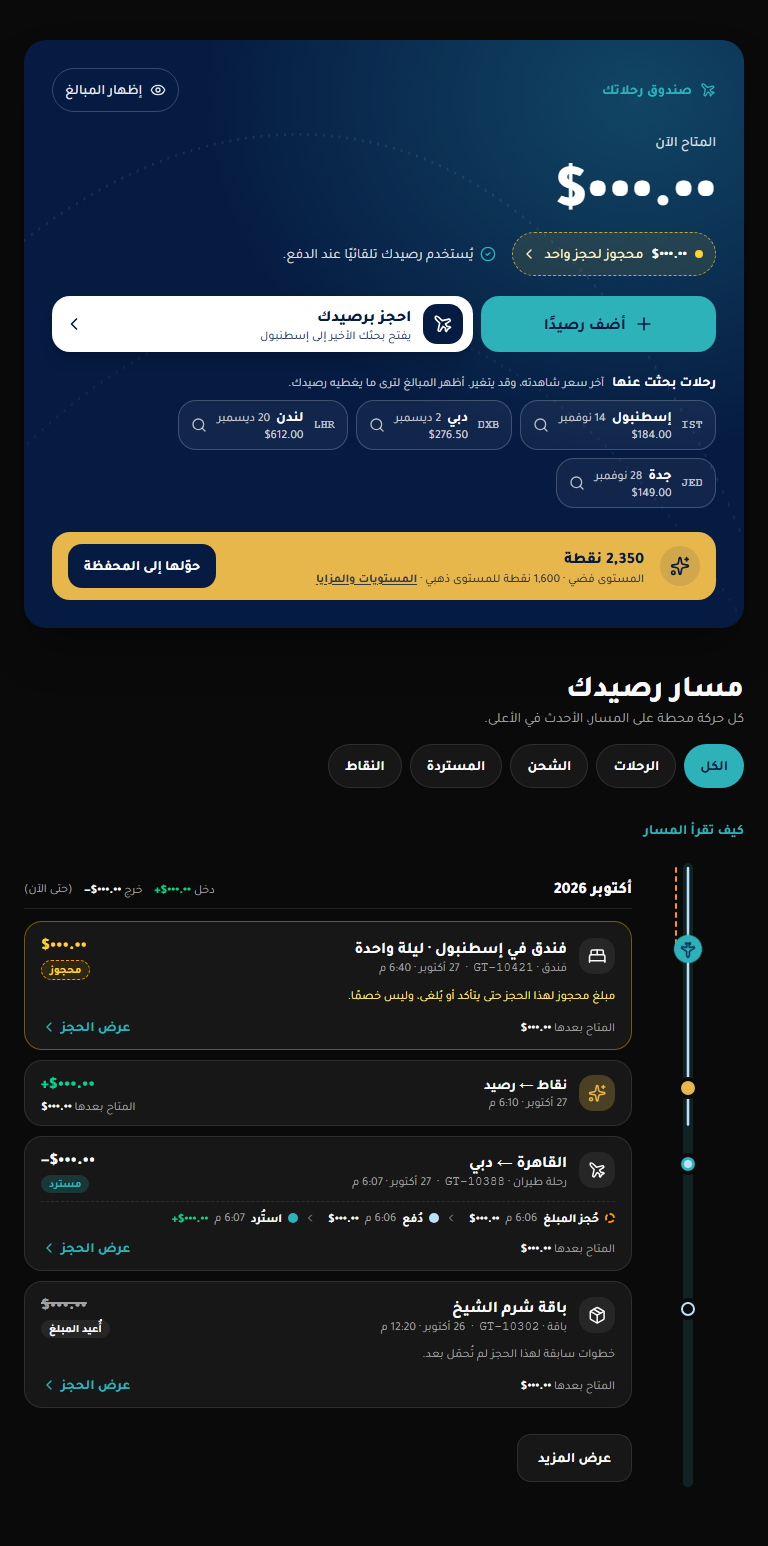 صندوق رحلاتك
إظهار المبالغ
المتاح الآن
$•••.••
$•••.•• محجوز لحجز واحد
يُستخدم رصيدك تلقائيًا عند الدفع.
أضف رصيدًا
احجز برصيدك
يفتح بحثك الأخير إلى إسطنبول
رحلات بحثت عنها آخر سعر شاهدته، وقد يتغير. أظهر المبالغ لترى ما يغطيه رصيدك.
IST إسطنبول 14 نوفمبر
$184.00
DXB دبي 2 ديسمبر
$276.50
LHR لندن 20 ديسمبر
$612.00
JED جدة 28 نوفمبر
$149.00
2,350 نقطة
المستوى فضي · 1,600 نقطة للمستوى ذهبي · المستويات والمزايا
حوّلها إلى المحفظة
مسار رصيدك
كل حركة محطة على المسار، الأحدث في الأعلى.
الكل
الرحلات
الشحن
المستردة
النقاط
كيف تقرأ المسار
أكتوبر 2026
دخل +$•••.•• خرج −$•••.•• (حتى الآن)
فندق في إسطنبول · ليلة واحدة
$•••.••
فندق · GT-10421 · 27 أكتوبر · 6:40 م
محجوز
مبلغ محجوز لهذا الحجز حتى يتأكد أو يُلغى، وليس خصمًا.
المتاح بعدها $•••.••
عرض الحجز
نقاط ← رصيد
+$•••.••
27 أكتوبر · 6:10 م
المتاح بعدها $•••.••
القاهرة ← دبي
−$•••.••
رحلة طيران · GT-10388 · 27 أكتوبر · 6:07 م
مسترد
حُجز المبلغ 6:06 م $•••.••
دُفع 6:06 م $•••.••
استُرد 6:07 م +$•••.••
المتاح بعدها $•••.••
عرض الحجز
باقة شرم الشيخ
$•••.••
باقة · GT-10302 · 26 أكتوبر · 12:20 م
أُعيد المبلغ
خطوات سابقة لهذا الحجز لم تُحمَّل بعد.
المتاح بعدها $•••.••
عرض الحجز
عرض المزيد